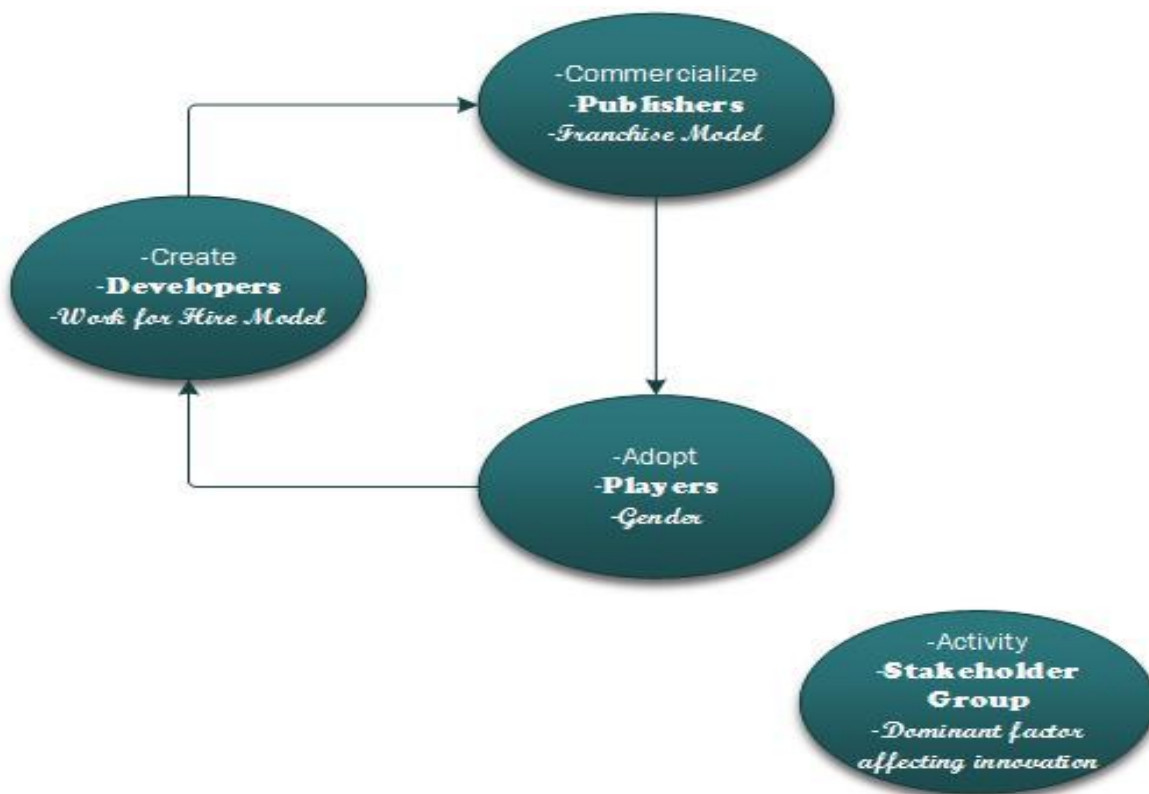 -Commercialize
-Publishers
-Franchise Model
-Create
-Developers
-Work for Hire Model
-Adopt
-Players
-Gender
-Activity
-Stakeholder
Group
-Dominant factor
affecting innovation